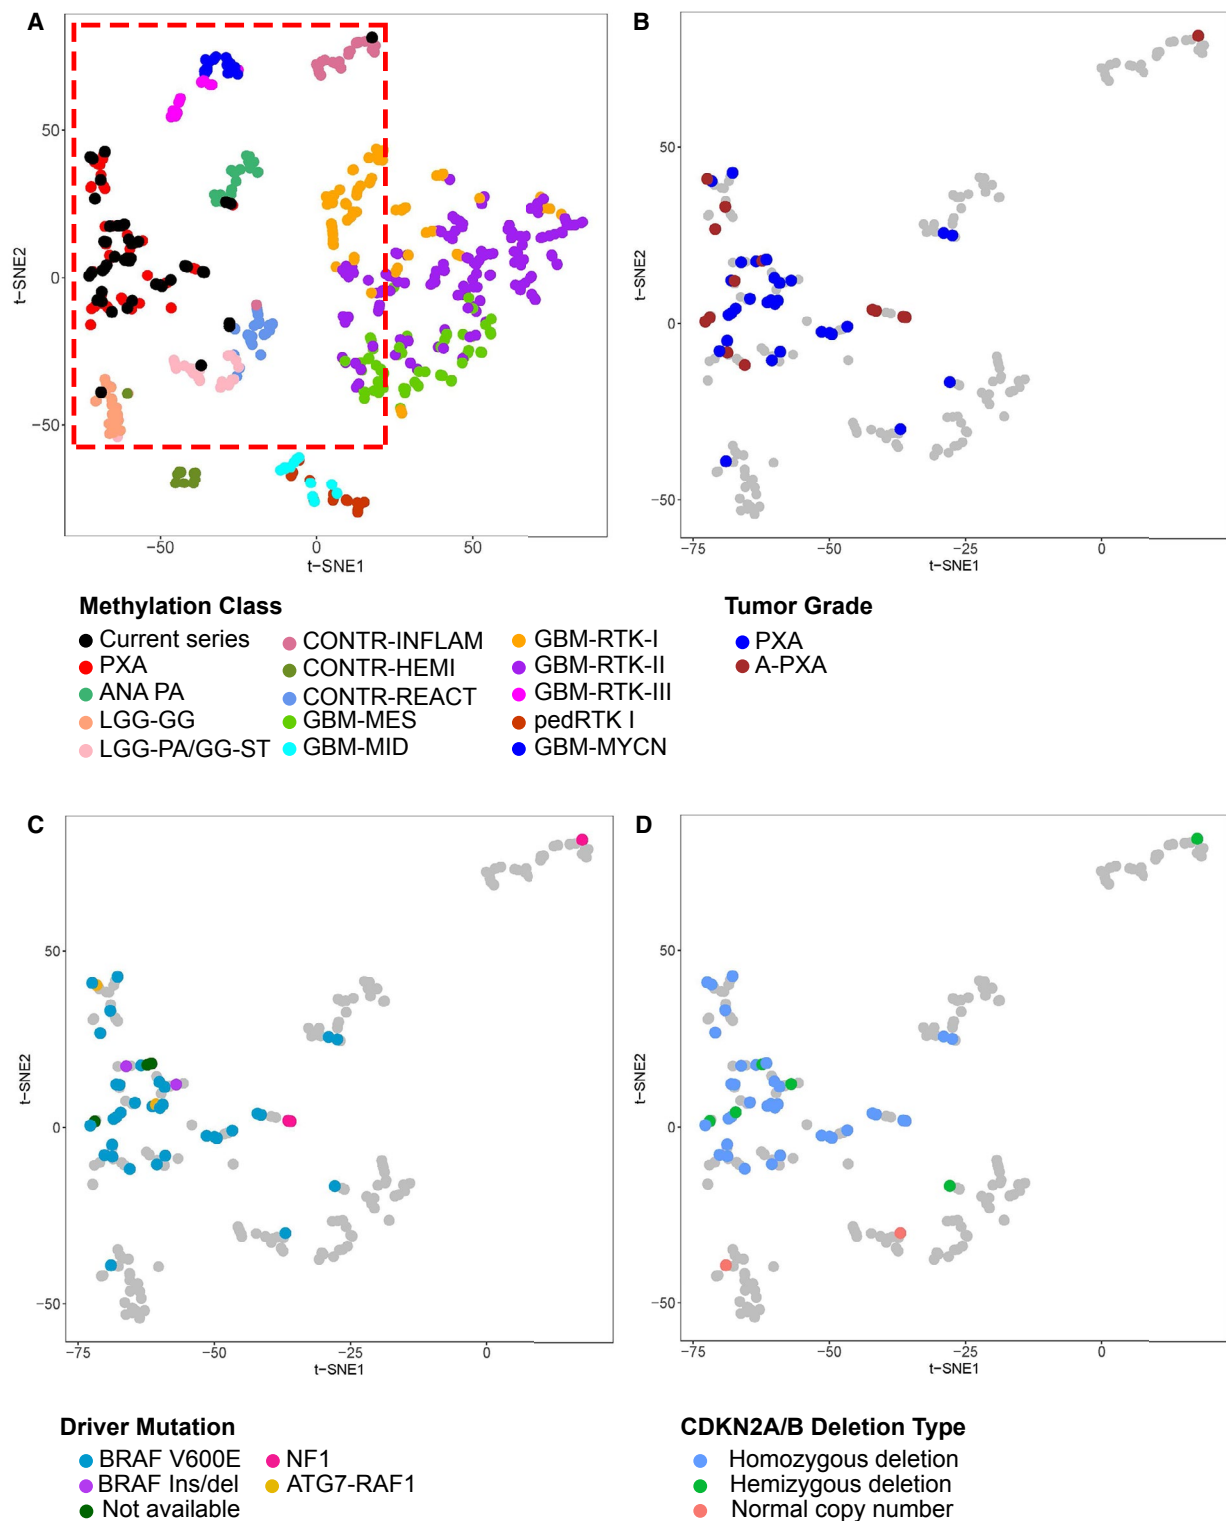 A
50
0
−50
t−SNE2
−50
0
50
t−SNE1
B
50
0
−50
t−SNE2
−75
−50
−25
0
t−SNE1
Methylation Class
Current series
PXA
ANA PA
LGG-GG
LGG-PA/GG-ST
CONTR-INFLAM
CONTR-HEMI
CONTR-REACT
GBM-MES
GBM-MID
GBM-RTK-I
GBM-RTK-II
GBM-RTK-III
pedRTK I
GBM-MYCN
Tumor Grade
PXA
A-PXA
C
50
0
−50
t−SNE2
−75
−50
−25
0
t−SNE1
D
50
0
−50
t−SNE2
−75
−50
−25
0
t−SNE1
Driver Mutation
BRAF V600E
BRAF Ins/del
Not available
NF1
ATG7-RAF1
CDKN2A/B Deletion Type
Homozygous deletion
Hemizygous deletion
Normal copy number